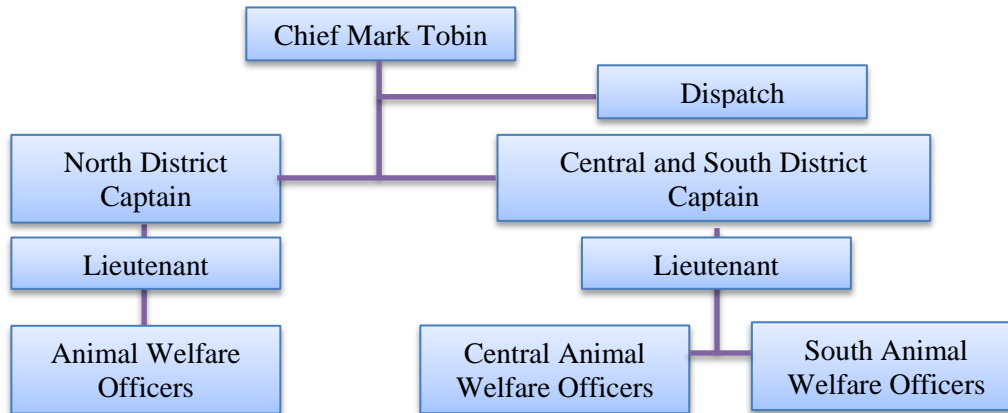 Chief Mark Tobin
Dispatch
North District
Captain
Central and South District
Captain
Lieutenant
Lieutenant
Animal Welfare
Officers
Central Animal
Welfare Officers
South Animal
Welfare Officers